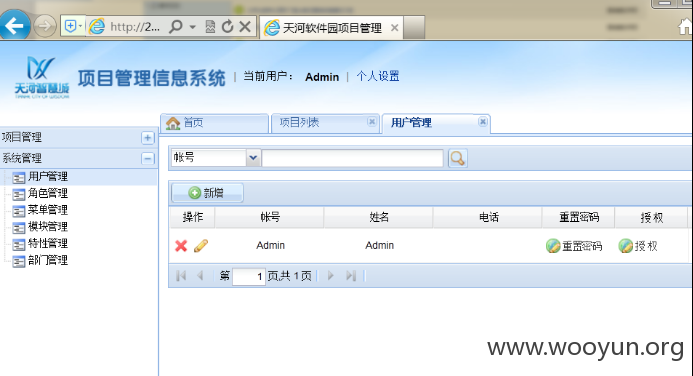 http://2...
天河软件园项目管理
天河智慧城
TIANHE CITY OF WISDOM
项目管理信息系统
当前用户： Admin
个人设置
首页
项目列表
用户管理
项目管理
系统管理
用户管理
角色管理
菜单管理
模块管理
特性管理
部门管理
帐号
新增
操作 帐号 姓名 电话 重置密码 授权
Admin Admin 重置密码 授权
第 1 页,共 1 页
www.wooyun.org